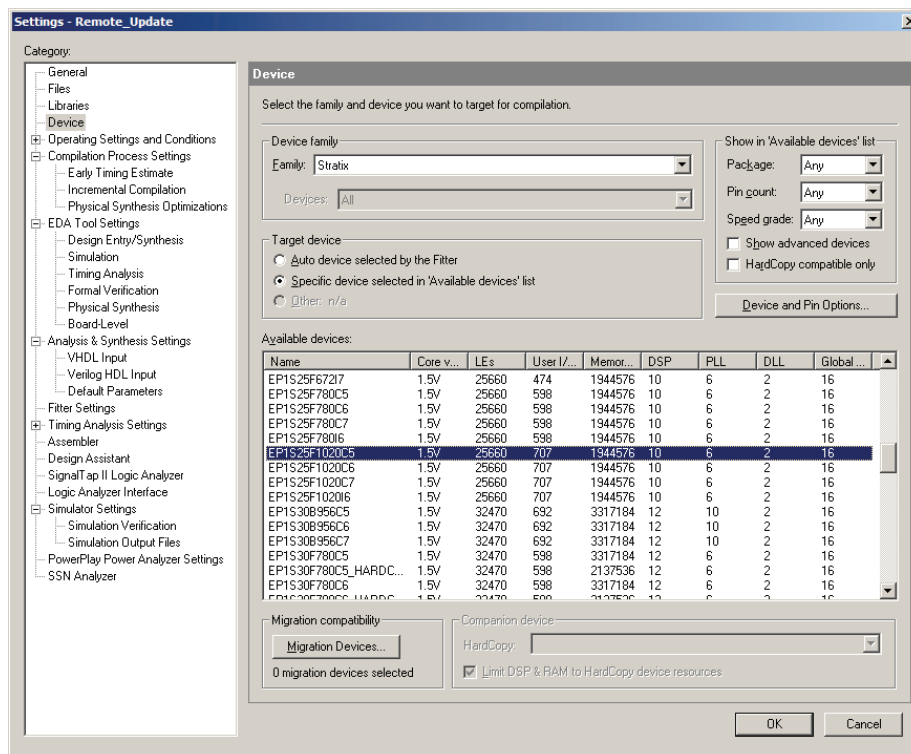 Settings - Remote_Update
Category:
General
Files
Libraries
Device
Operating Settings and Conditions
Compilation Process Settings
Early Timing Estimate
Incremental Compilation
Physical Synthesis Optimizations
EDA Tool Settings
Design Entry/Synthesis
Simulation
Timing Analysis
Formal Verification
Physical Synthesis
Board-Level
Analysis & Synthesis Settings
VHDL Input
Verilog HDL Input
Default Parameters
Fitter Settings
Timing Analysis Settings
Assembler
Design Assistant
SignalTap II Logic Analyzer
Logic Analyzer Interface
Simulator Settings
Simulation Verification
Simulation Output Files
PowerPlay Power Analyzer Settings
SSN Analyzer
Device
Select the family and device you want to target for compilation.
Device family
Family: Stratix
Devices: All
Target device
Auto device selected by the Fitter
Specific device selected in 'Available devices' list
Other: n/a
Show in 'Available devices' list
Package: Any
Pin count: Any
Speed grade: Any
Show advanced devices
HardCopy compatible only
Device and Pin Options...
Available devices:
Name Core v... LEs User I/... Memor... DSP PLL DLL Global ...
EP1S25F672I7 1.5V 25660 474 1944576 10 6 2 16
EP1S25F780C5 1.5V 25660 598 1944576 10 6 2 16
EP1S25F780C6 1.5V 25660 598 1944576 10 6 2 16
EP1S25F780C7 1.5V 25660 598 1944576 10 6 2 16
EP1S25F780I6 1.5V 25660 598 1944576 10 6 2 16
EP1S25F1020C5 1.5V 25660 707 1944576 10 6 2 16
EP1S25F1020C6 1.5V 25660 707 1944576 10 6 2 16
EP1S25F1020C7 1.5V 25660 707 1944576 10 6 2 16
EP1S25F1020I6 1.5V 25660 707 1944576 10 6 2 16
EP1S30B956C5 1.5V 32470 692 3317184 12 10 2 16
EP1S30B956C6 1.5V 32470 692 3317184 12 10 2 16
EP1S30B956C7 1.5V 32470 692 3317184 12 10 2 16
EP1S30F780C5 1.5V 32470 598 3317184 12 6 2 16
EP1S30F780C5_HARDC... 1.5V 32470 598 2137536 12 6 2 16
EP1S30F780C6 1.5V 32470 598 3317184 12 6 2 16
EP1S30F780C6_HARDC... 1.5V 32470 598 2137536 12 6 2 16
Migration compatibility
Migration Devices...
0 migration devices selected
Companion device
HardCopy:
Limit DSP & RAM to HardCopy device resources
OK
Cancel